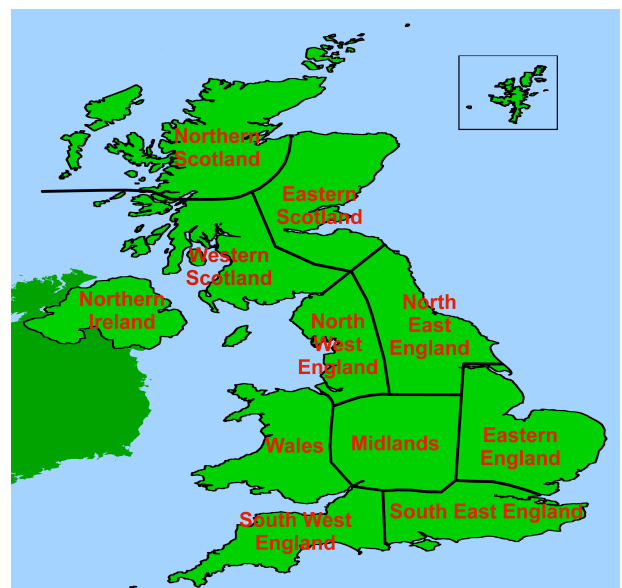 Northern
Scotland
Eastern
Scotland
Western
Scotland
Northern
Ireland
North
West
England
North
East
England
Wales
Midlands
Eastern
England
South West
England
South East England